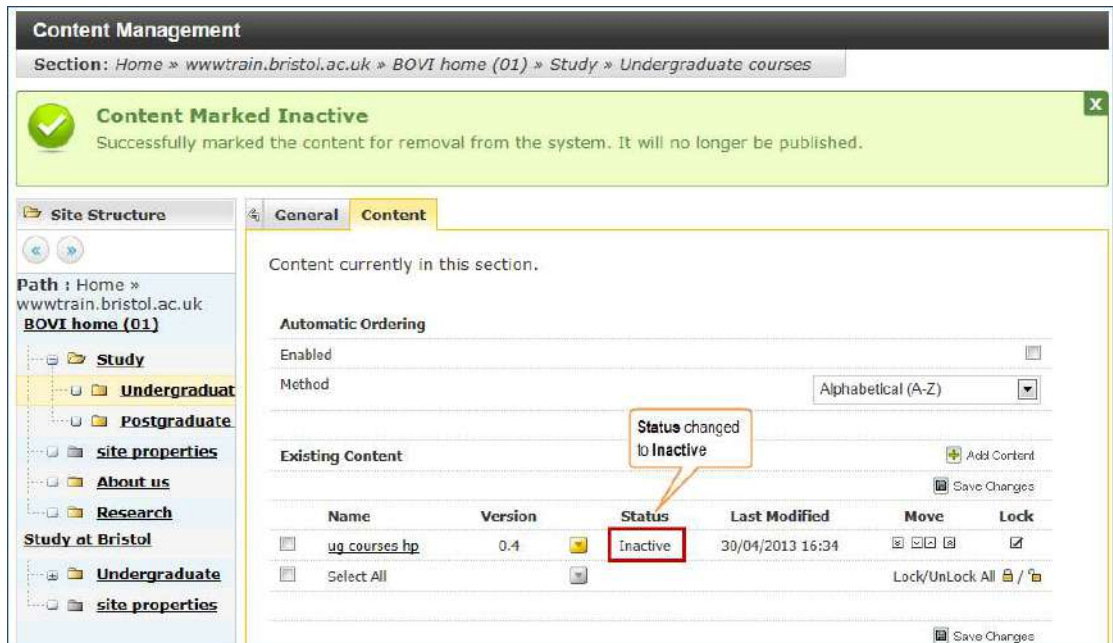 Content Management
Section: Home » wwwtrain.bristol.ac.uk » BOVI home (01) » Study » Undergraduate courses
X
Content Marked Inactive
Successfully marked the content for removal from the system. It will no longer be published.
Site Structure
General Content
« »
Content currently in this section.
Path : Home »
wwwtrain.bristol.ac.uk
BOVI home (01)
Study
Undergraduat
Postgraduate
site properties
About us
Research
Study at Bristol
Undergraduate
site properties
Automatic Ordering
Enabled
Method Alphabetical (A-Z)
Status changed
to Inactive
Existing Content Add Content
Save Changes
Name Version Status Last Modified Move Lock
ug courses hp 0.4 Inactive 30/04/2013 16:34
Select All Lock/UnLock All /
Save Changes